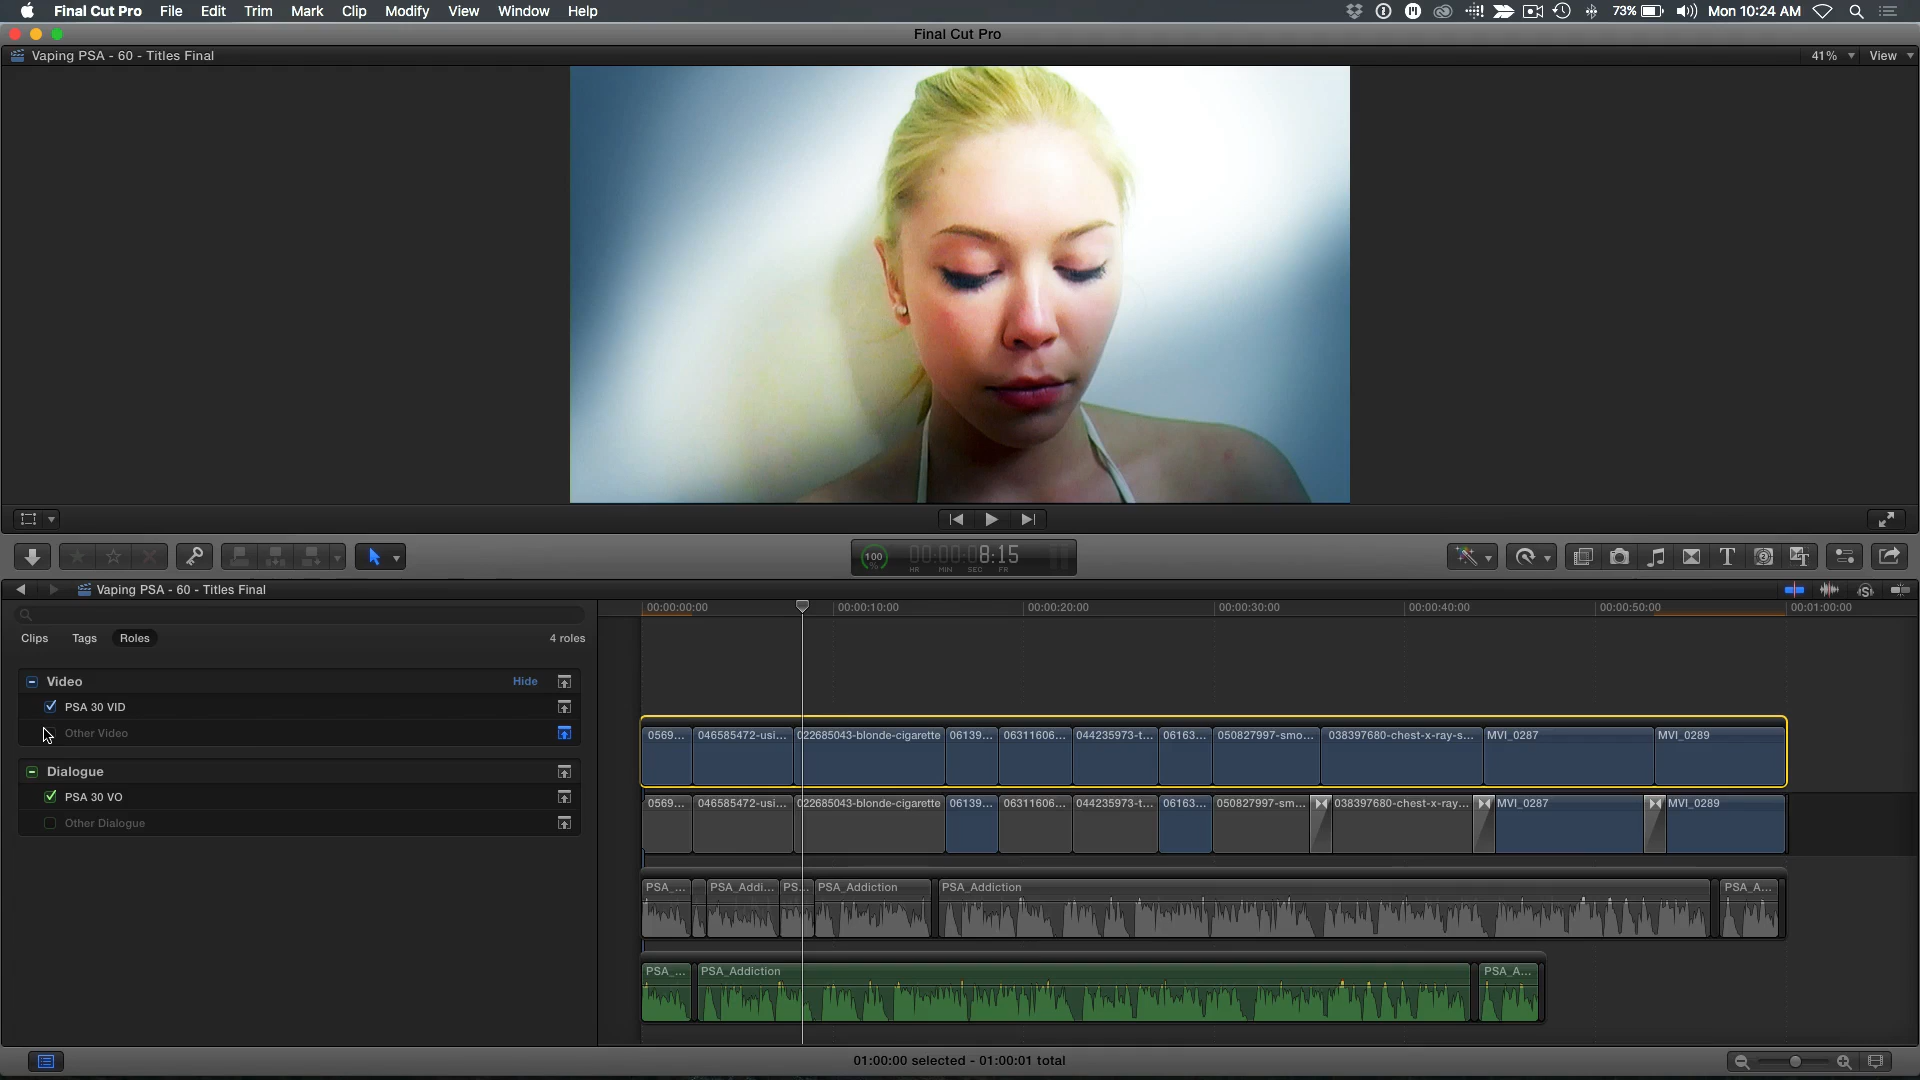 Final Cut Pro File Edit Trim Mark Clip Modify View Window Help 73% Mon 10:24 AM
Final Cut Pro
Vaping PSA - 60 - Titles Final 41% View
100 % 00:00:08:15
HR MIN SEC FR
Vaping PSA - 60 - Titles Final
00:00:00:00 00:00:10:00 00:00:20:00 00:00:30:00 00:00:40:00 00:00:50:00 00:01:00:00
Clips Tags Roles 4 roles
Video Hide
PSA 30 VID
Other Video
Dialogue
PSA 30 VO
Other Dialogue
0569... 046585472-usi... 022685043-blonde-cigarette 06139... 06311606... 044235973-t... 06163... 050827997-smo... 038397680-chest-x-ray-s... MVI_0287 MVI_0289
0569... 046585472-usi... 022685043-blonde-cigarette 06139... 06311606... 044235973-t... 06163... 050827997-sm... 038397680-chest-x-ray... MVI_0287 MVI_0289
PSA_... PSA_Addi... PS... PSA_Addiction PSA_Addiction PSA_A...
PSA_... PSA_Addiction PSA_A...
01:00:00 selected - 01:00:01 total